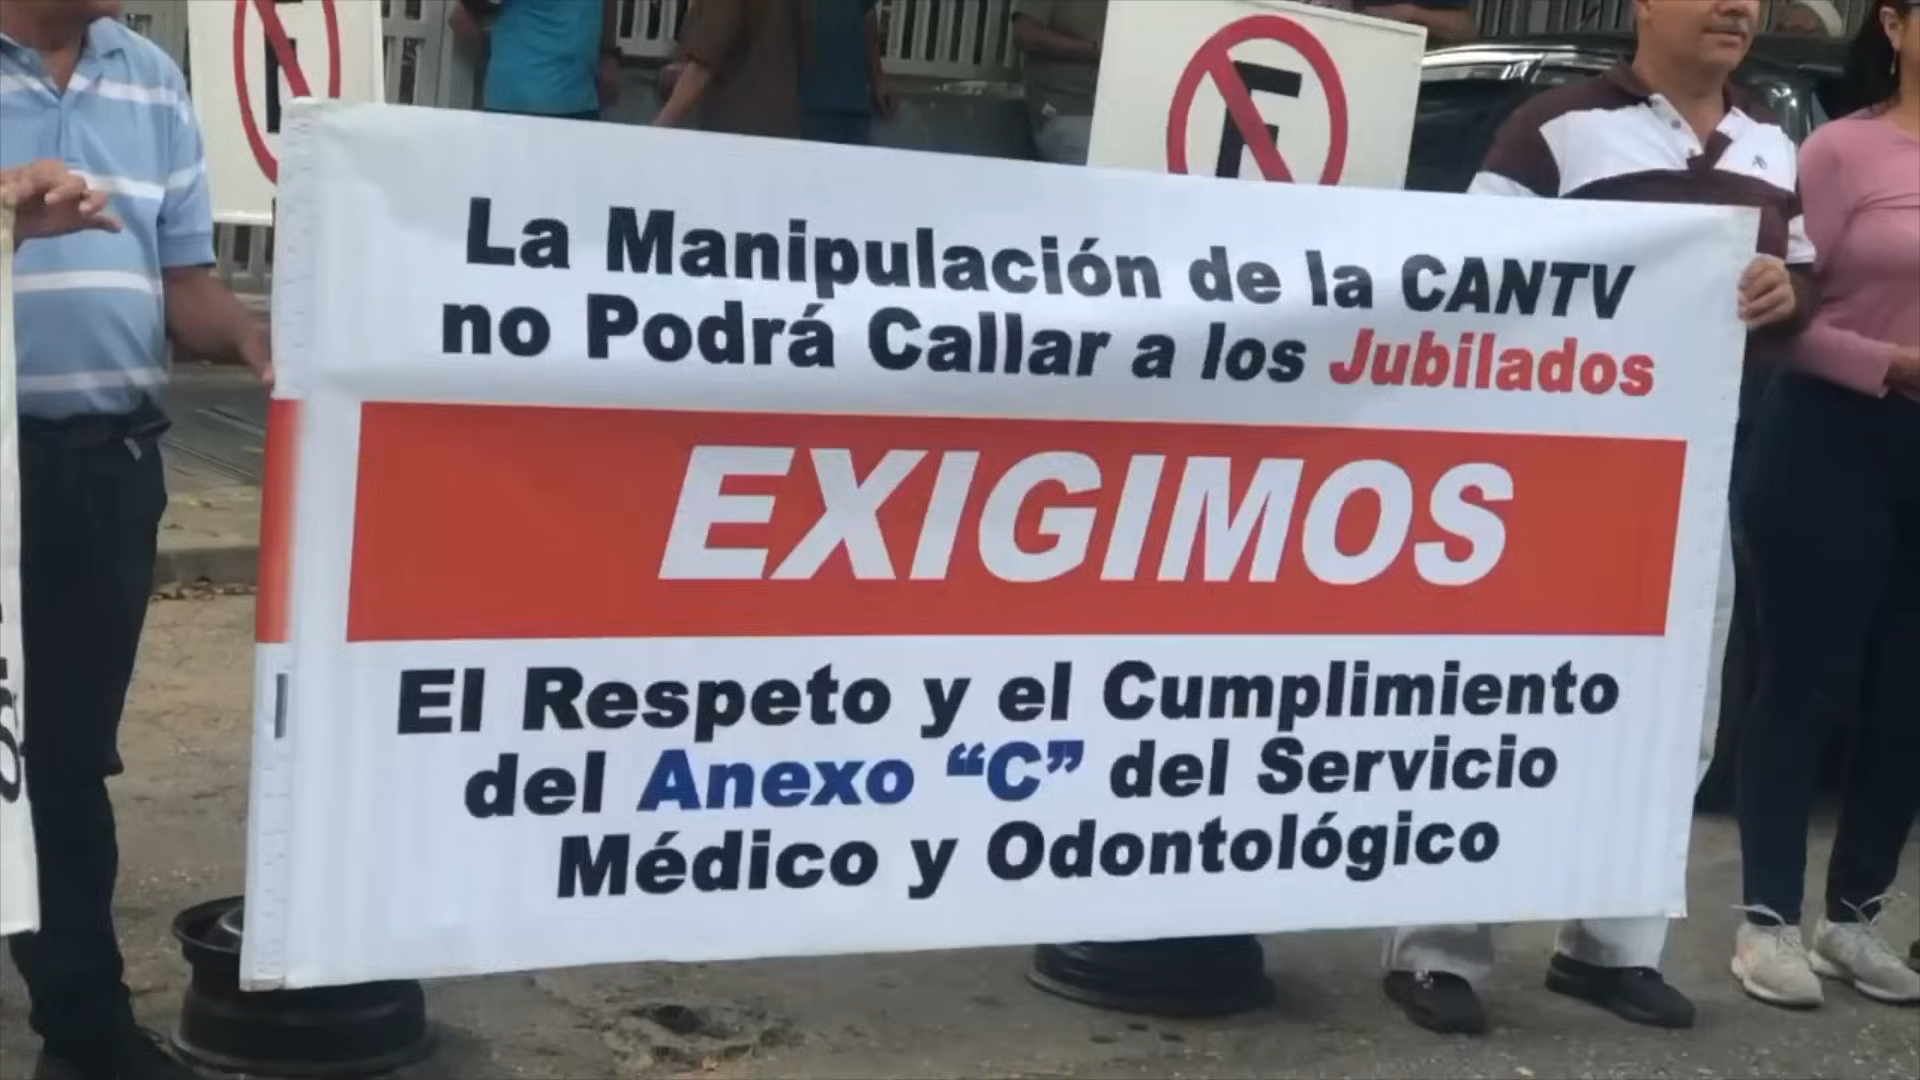 La Manipulación de la CANTV
no Podrá Callar a los Jubilados
EXIGIMOS
El Respeto y el Cumplimiento
del Anexo “C” del Servicio
Médico y Odontológico
E
E